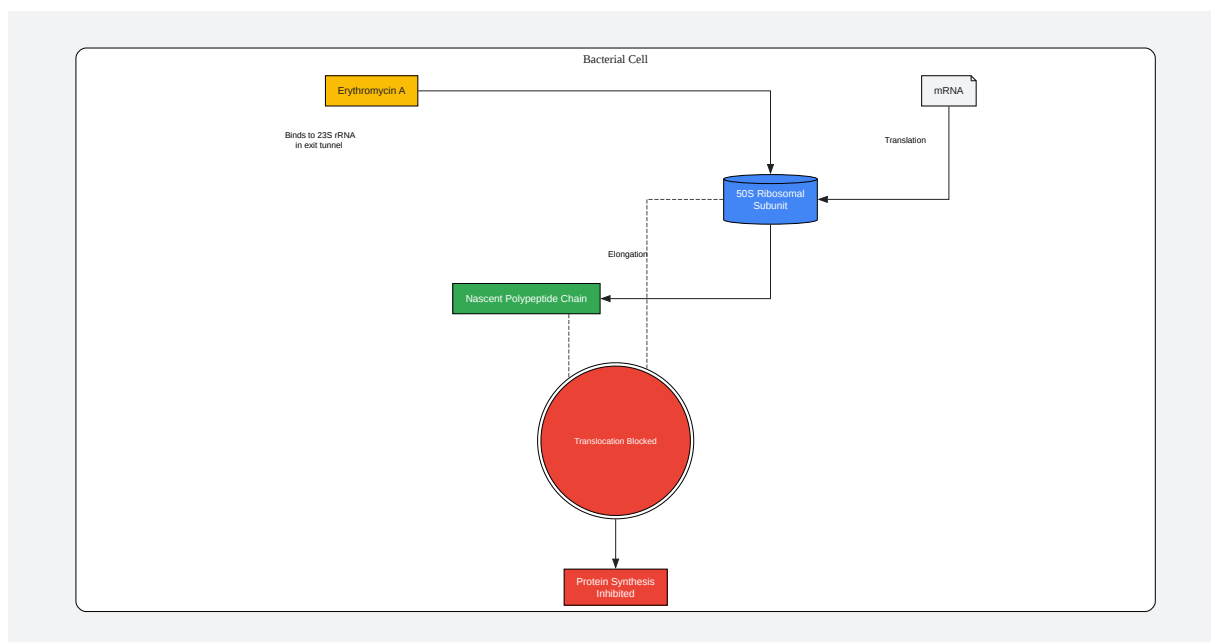 Bacterial Cell
Erythromycin A
mRNA
Binds to 23S rRNA
in exit tunnel
Translation
50S Ribosomal
Subunit
Elongation
Nascent Polypeptide Chain
Translocation Blocked
Protein Synthesis
Inhibited